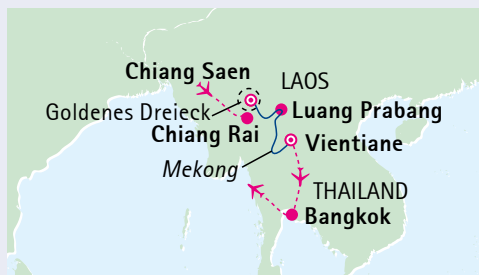 Chiang Saen
LAOS
Goldenes Dreieck
Luang Prabang
Chiang Rai
Vientiane
Mekong
THAILAND
Bangkok